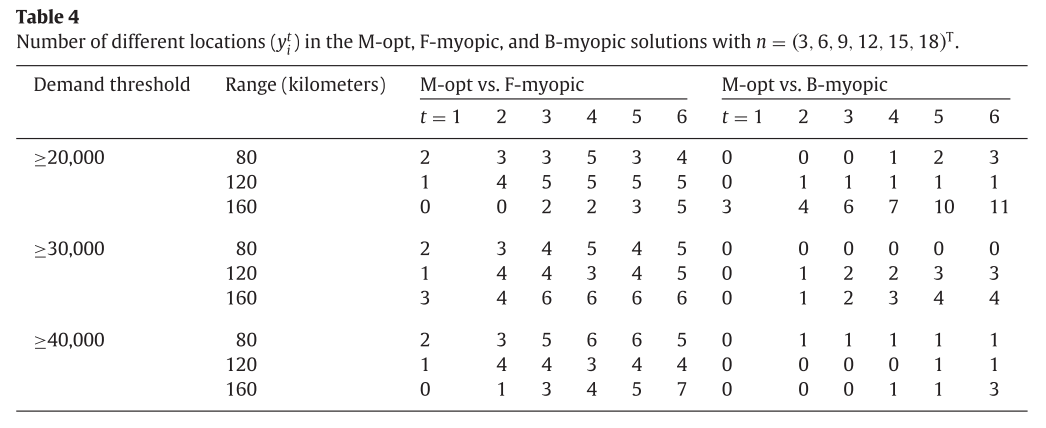 Table 4
Number of different locations (y_i^t) in the M-opt, F-myopic, and B-myopic solutions with n = (3, 6, 9, 12, 15, 18)^T.
Demand threshold Range (kilometers) M-opt vs. F-myopic M-opt vs. B-myopic
t = 1 2 3 4 5 6 t = 1 2 3 4 5 6
≥20,000 80 2 3 3 5 3 4 0 0 0 1 2 3
120 1 4 5 5 5 5 0 1 1 1 1 1
160 0 0 2 2 3 5 3 4 6 7 10 11
≥30,000 80 2 3 4 5 4 5 0 0 0 0 0 0
120 1 4 4 3 4 5 0 1 2 2 3 3
160 3 4 6 6 6 6 0 1 2 3 4 4
≥40,000 80 2 3 5 6 6 5 0 1 1 1 1 1
120 1 4 4 3 4 4 0 0 0 0 1 1
160 0 1 3 4 5 7 0 0 0 1 1 3